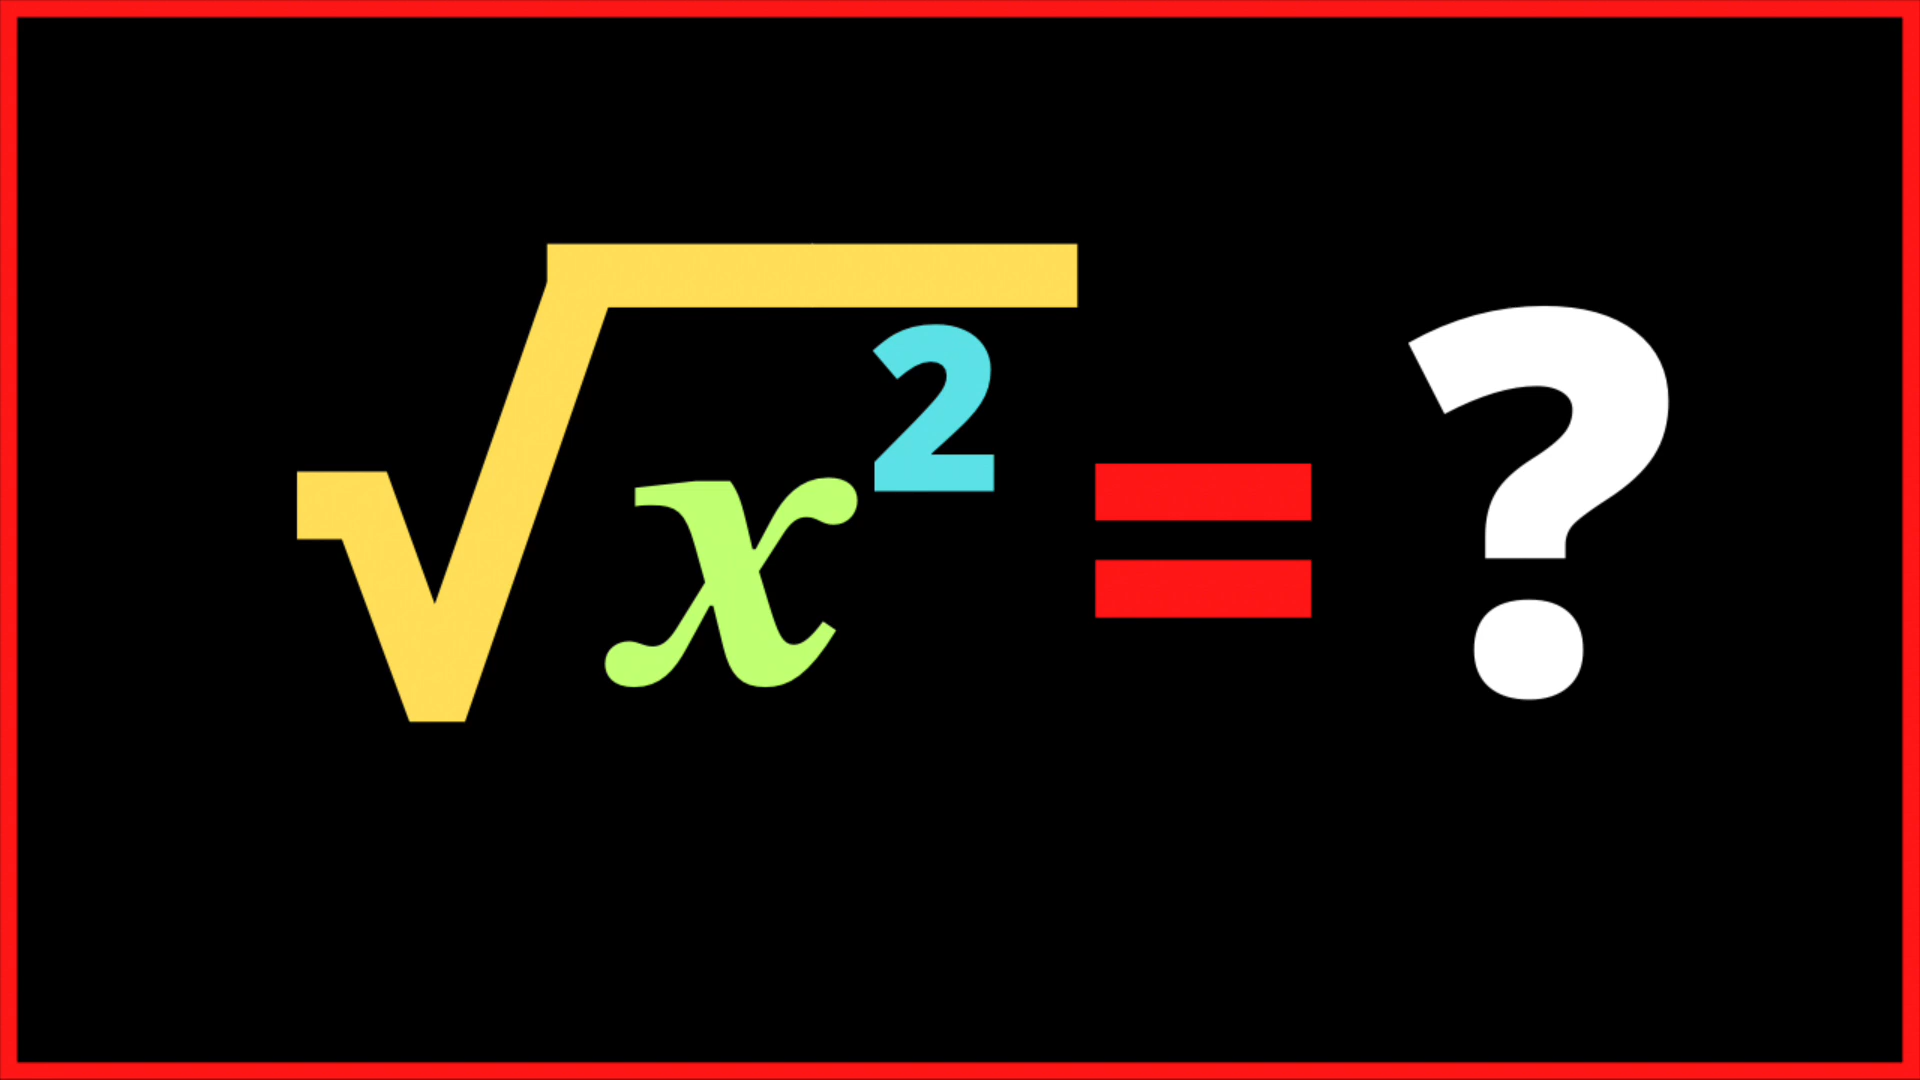 √x² = ?